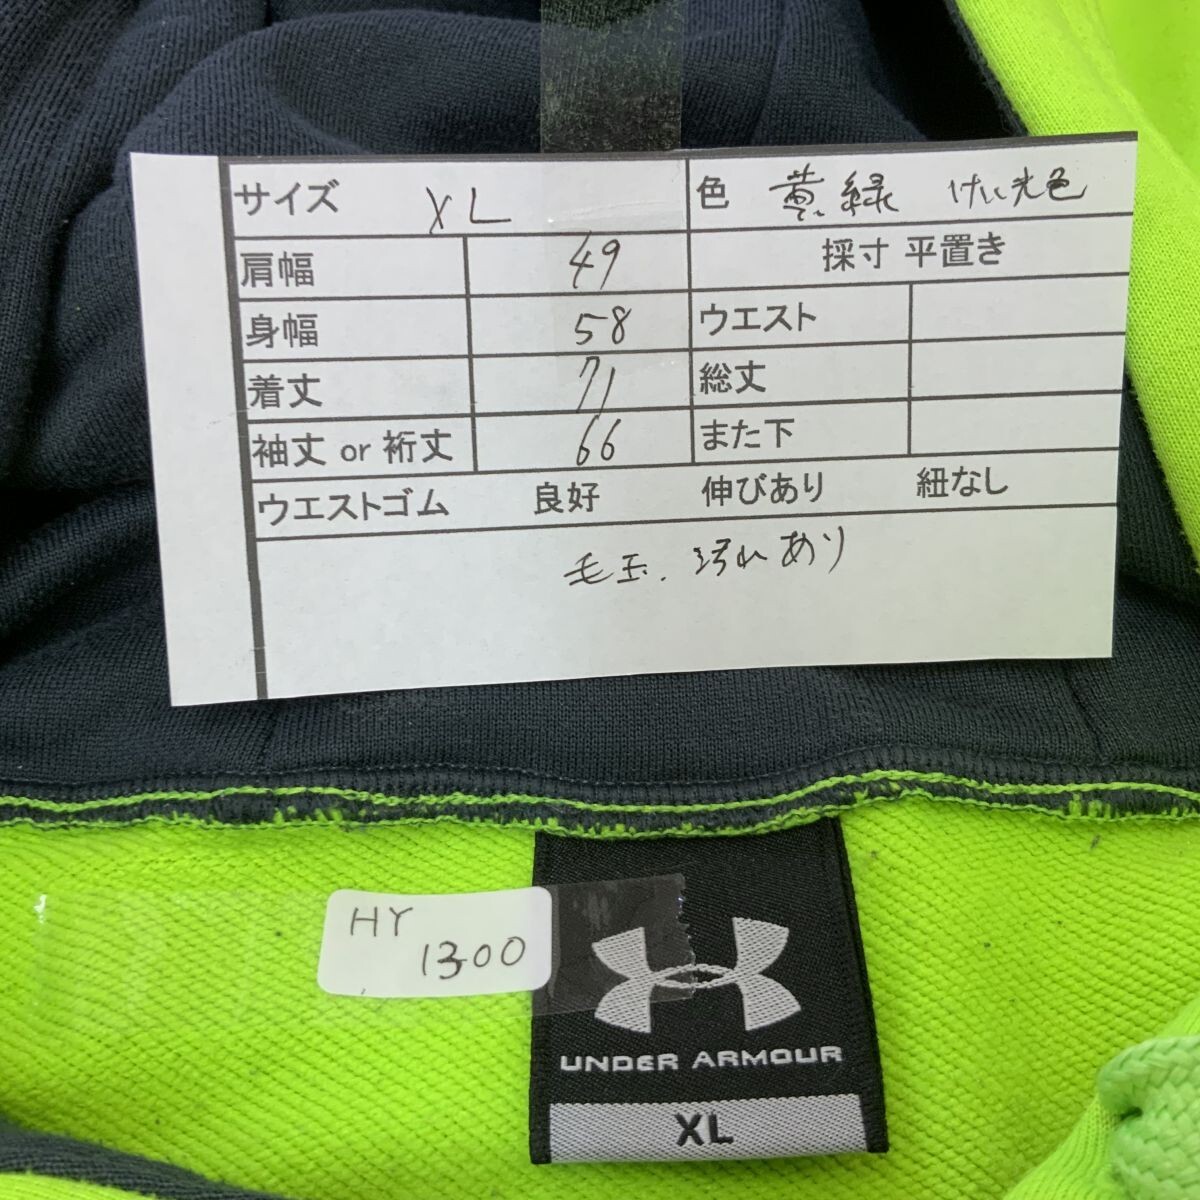 サイズ XL 色 黄緑 けい光色
肩幅 49 採寸 平置き
身幅 58 ウエスト
着丈 71 総丈
袖丈 or 裄丈 66 また下
ウエストゴム 良好 伸びあり 紐なし
毛玉、汚れあり
HY
1300
UNDER ARMOUR
XL